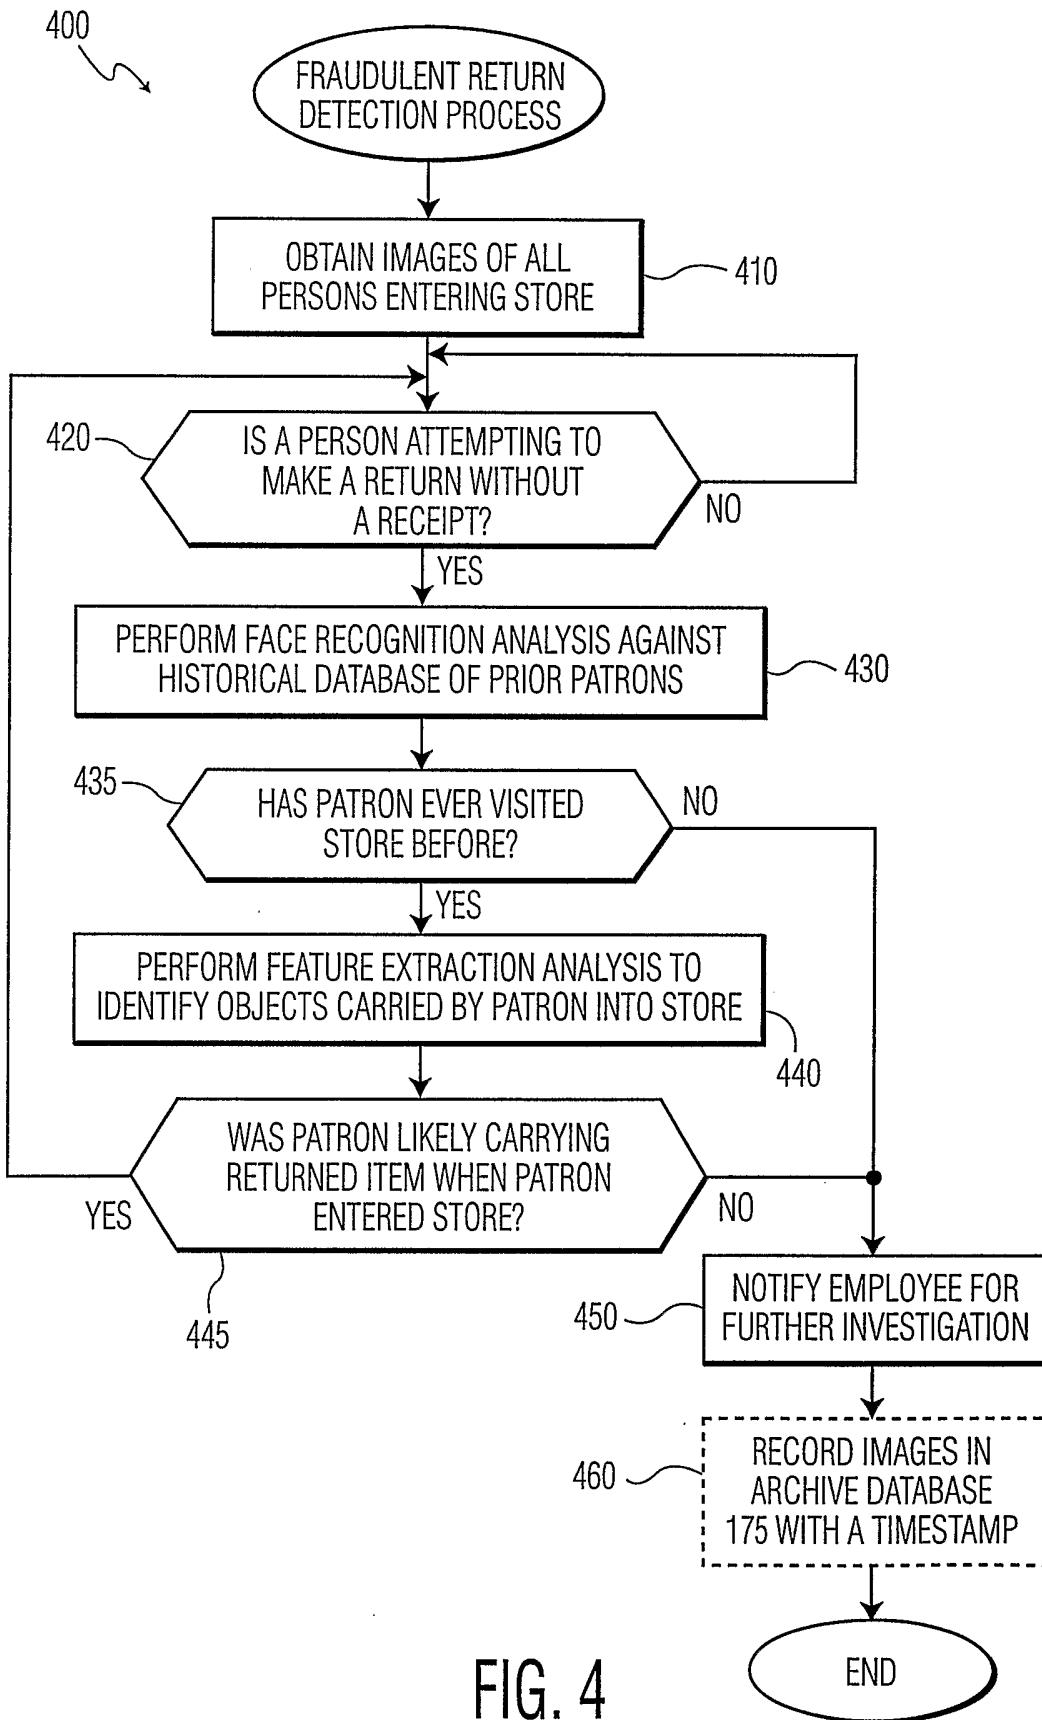 400
FRAUDULENT RETURN
DETECTION PROCESS
OBTAIN IMAGES OF ALL
PERSONS ENTERING STORE
410
420
IS A PERSON ATTEMPTING TO
MAKE A RETURN WITHOUT
A RECEIPT?
NO
YES
PERFORM FACE RECOGNITION ANALYSIS AGAINST
HISTORICAL DATABASE OF PRIOR PATRONS
430
435
HAS PATRON EVER VISITED
STORE BEFORE?
NO
YES
PERFORM FEATURE EXTRACTION ANALYSIS TO
IDENTIFY OBJECTS CARRIED BY PATRON INTO STORE
440
WAS PATRON LIKELY CARRYING
RETURNED ITEM WHEN PATRON
ENTERED STORE?
YES
NO
445
450
NOTIFY EMPLOYEE FOR
FURTHER INVESTIGATION
460
RECORD IMAGES IN
ARCHIVE DATABASE
175 WITH A TIMESTAMP
END
FIG. 4